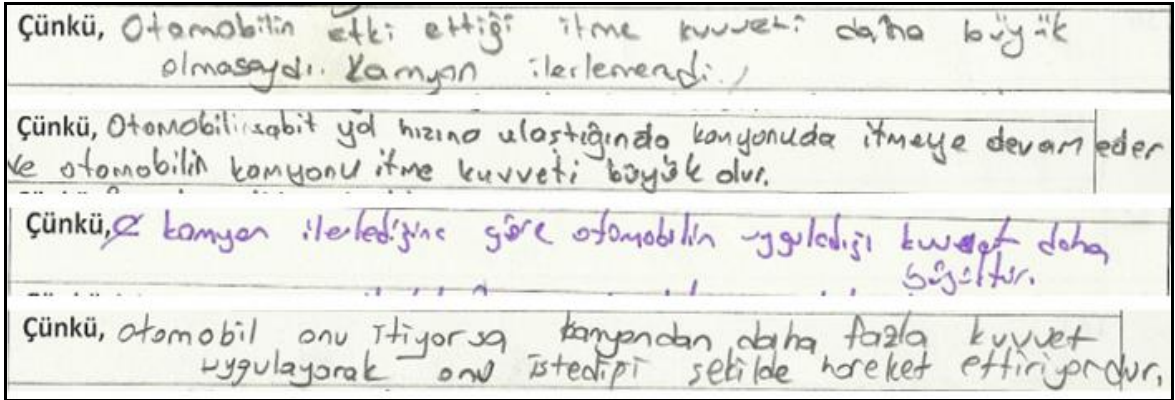 Çünkü, Otomobilin etki ettiği itme kuvveti daha büyük
olmasaydı. Kamyon ilerlemendi.
Çünkü, Otomobili sabit yol hızına ulaştığında kamyonuda itmeye devam eder
ve otomobilin kamyonu itme kuvveti büyük olur.
Çünkü, kamyon ilerlediğine göre otomobilin uyguladığı kuvvet daha
büyüktür.
Çünkü, otomobil onu itiyorsa kamyondan daha fazla kuvvet
uygulayarak onu istediği şekilde hareket ettiriyordur.